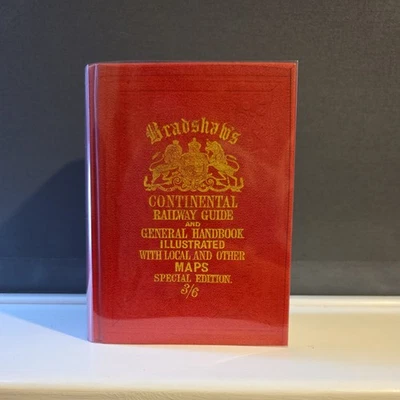 Bradshaw's
CONTINENTAL
RAILWAY GUIDE
AND
GENERAL HANDBOOK
ILLUSTRATED
WITH LOCAL AND OTHER
MAPS
SPECIAL EDITION.
3/6